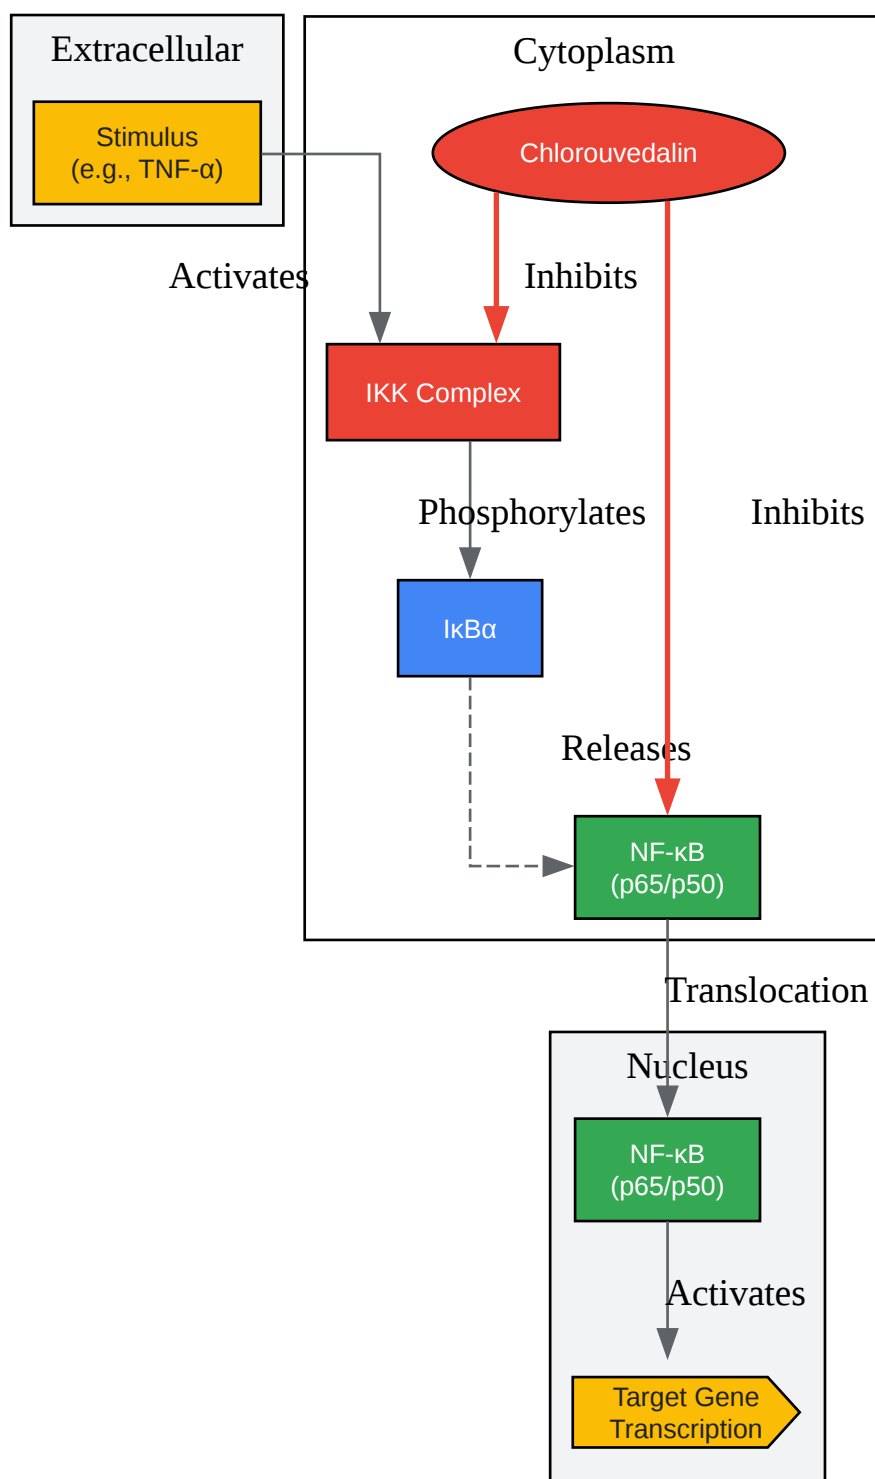 Extracellular
Stimulus
(e.g., TNF-α)
Cytoplasm
Chlorouvedalin
Activates
Inhibits
IKK Complex
Phosphorylates
Inhibits
IκBα
Releases
NF-κB
(p65/p50)
Translocation
Nucleus
NF-κB
(p65/p50)
Activates
Target Gene
Transcription